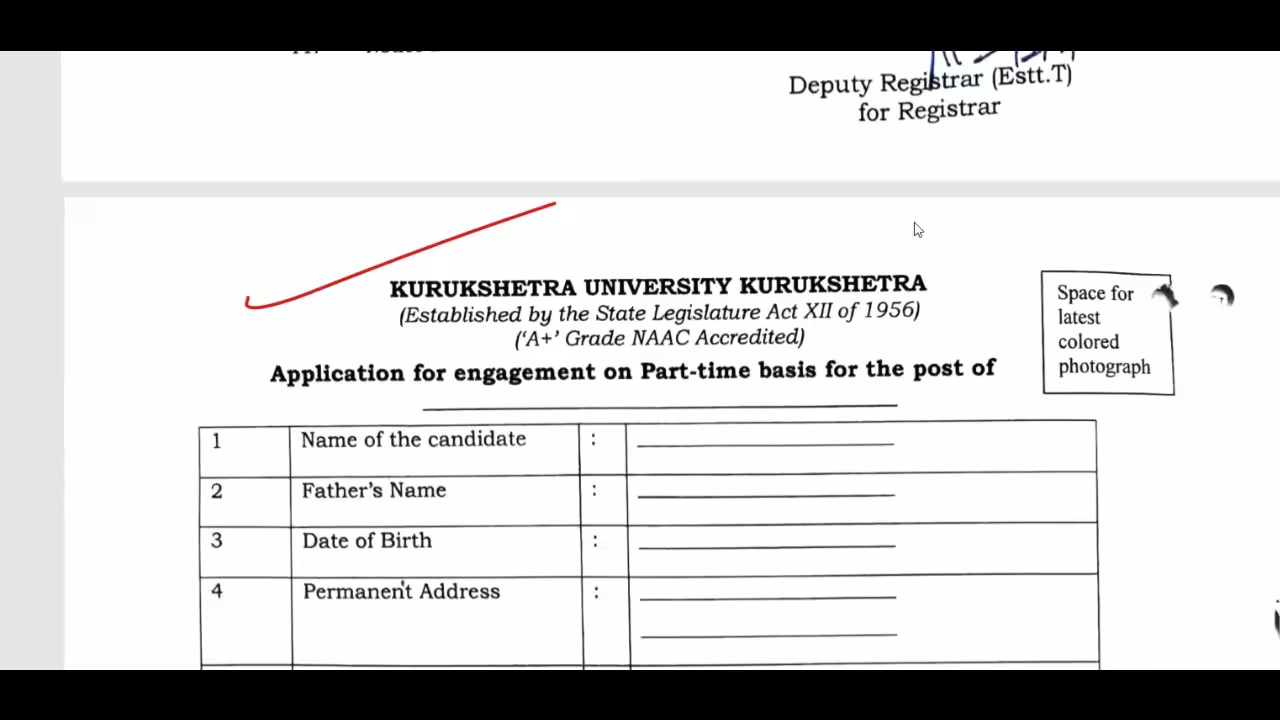 Deputy Registrar (Estt.T)
for Registrar
KURUKSHETRA UNIVERSITY KURUKSHETRA
(Established by the State Legislature Act XII of 1956)
('A+' Grade NAAC Accredited)
Application for engagement on Part-time basis for the post of
Space for
latest
colored
photograph
1 Name of the candidate :
2 Father's Name :
3 Date of Birth :
4 Permanent Address :